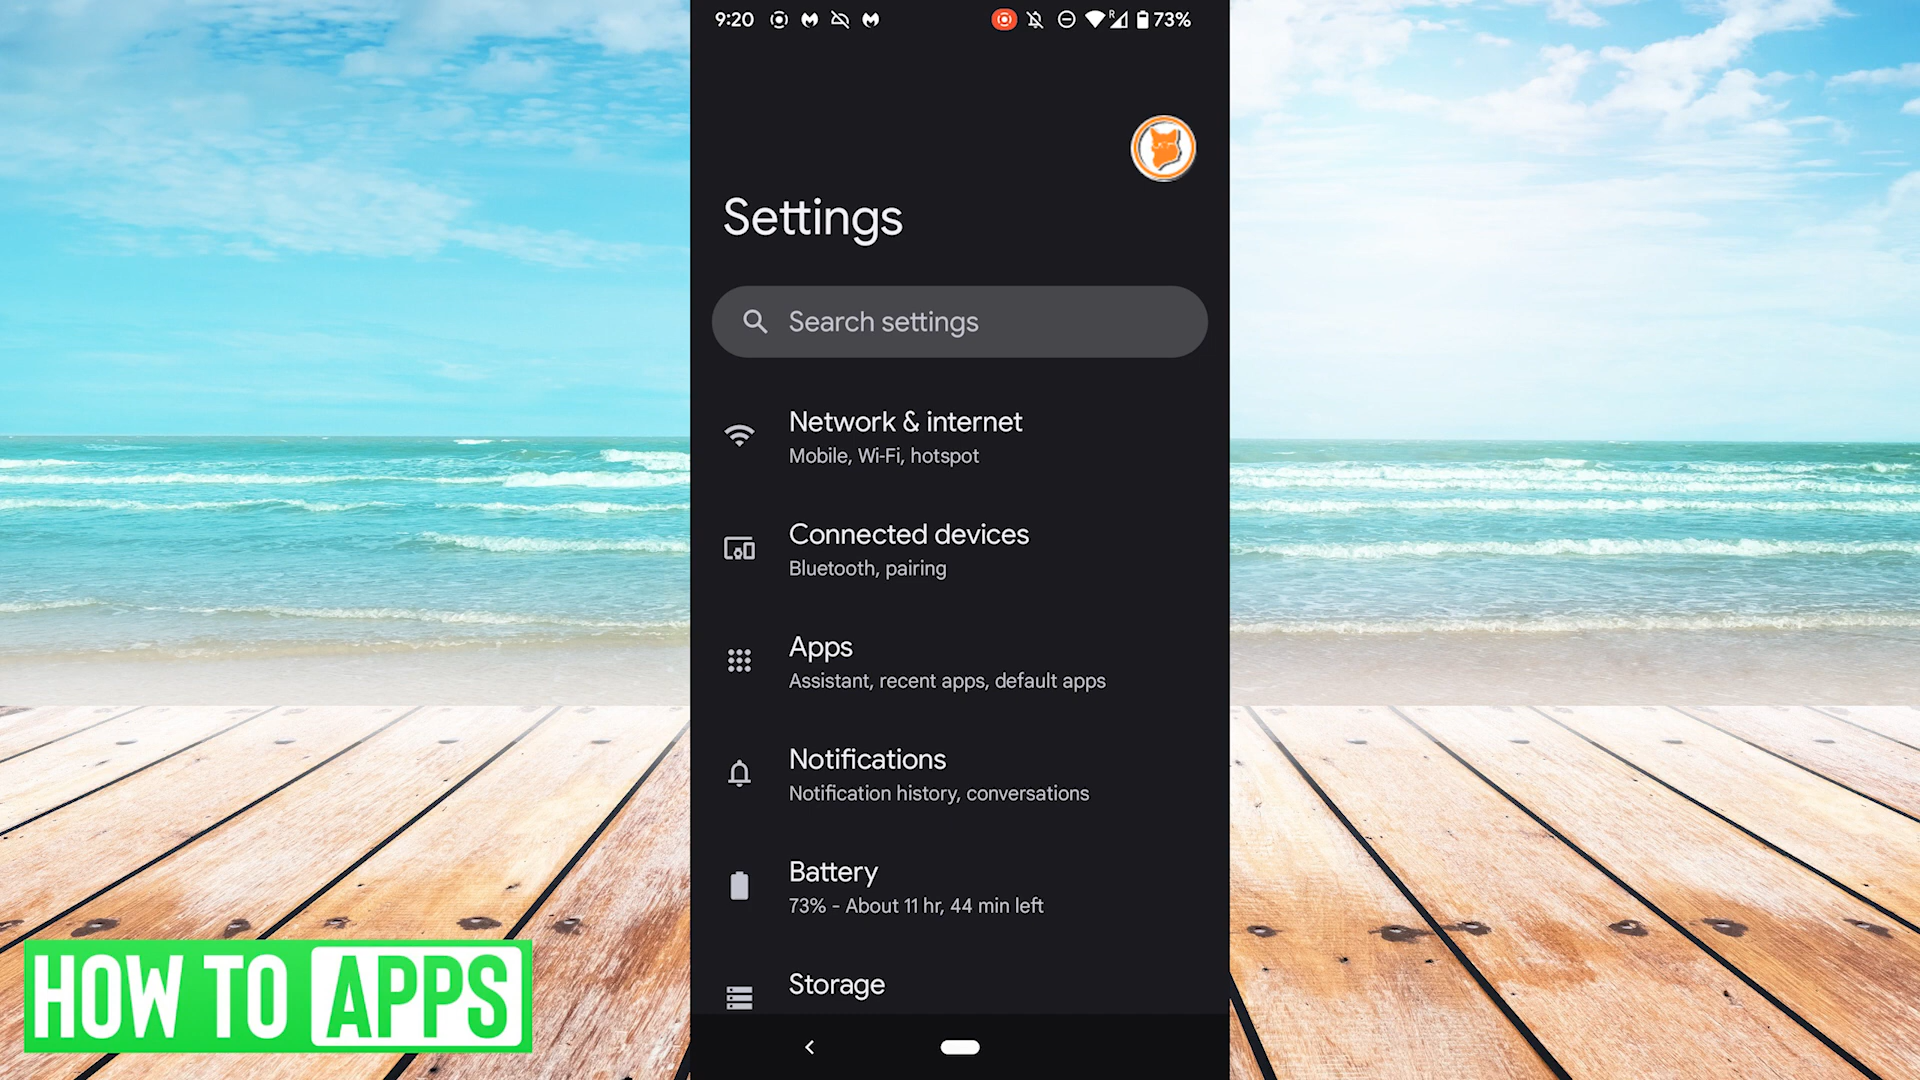 9:20
R
73%
Settings
Search settings
Network & internet
Mobile, Wi-Fi, hotspot
Connected devices
Bluetooth, pairing
Apps
Assistant, recent apps, default apps
Notifications
Notification history, conversations
Battery
73% - About 11 hr, 44 min left
Storage
HOW TO APPS